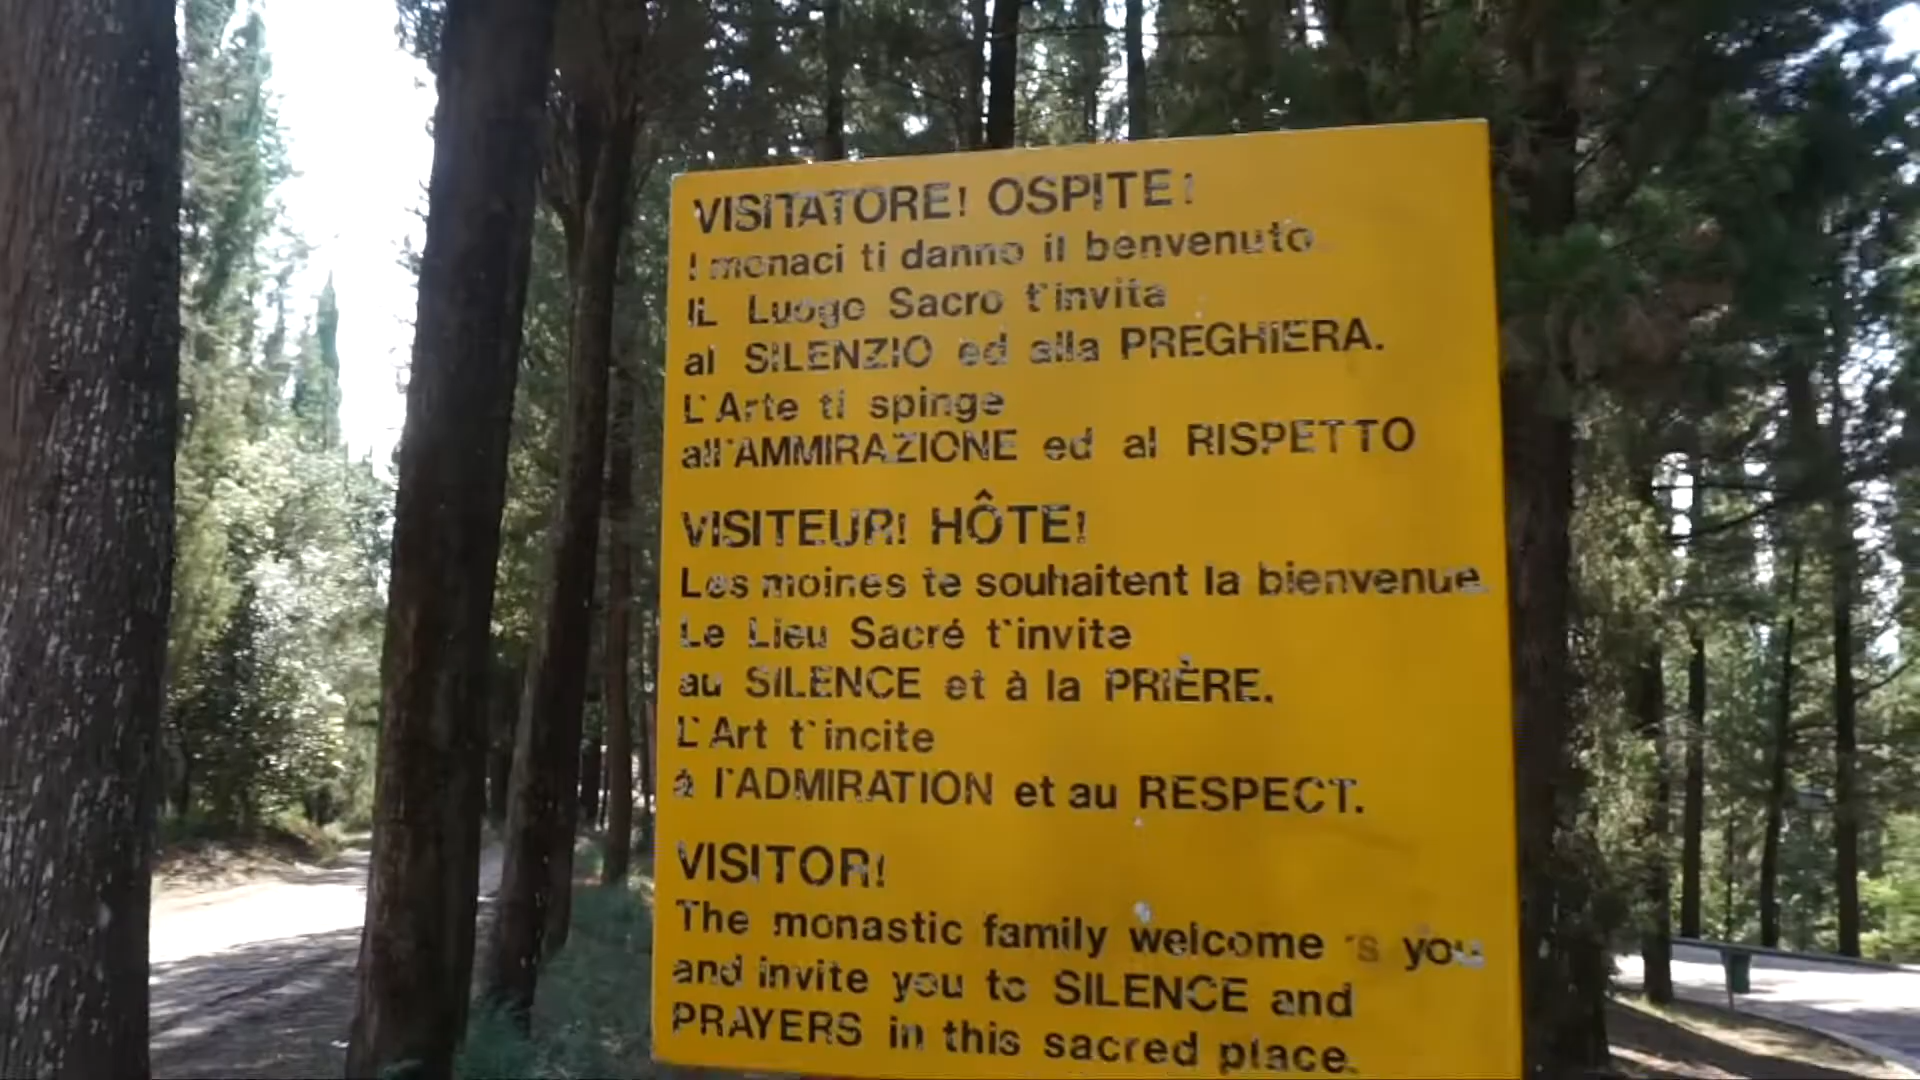 VISITATORE! OSPITE!
I monaci ti danno il benvenuto.
IL Luogo Sacro t'invita
al SILENZIO ed alla PREGHIERA.
L'Arte ti spinge
all'AMMIRAZIONE ed al RISPETTO
VISITEUR! HÔTE!
Les moines te souhaitent la bienvenue.
Le Lieu Sacré t'invite
au SILENCE et à la PRIÈRE.
L'Art t'incite
à l'ADMIRATION et au RESPECT.
VISITOR!
The monastic family welcome's you
and invite you to SILENCE and
PRAYERS in this sacred place.